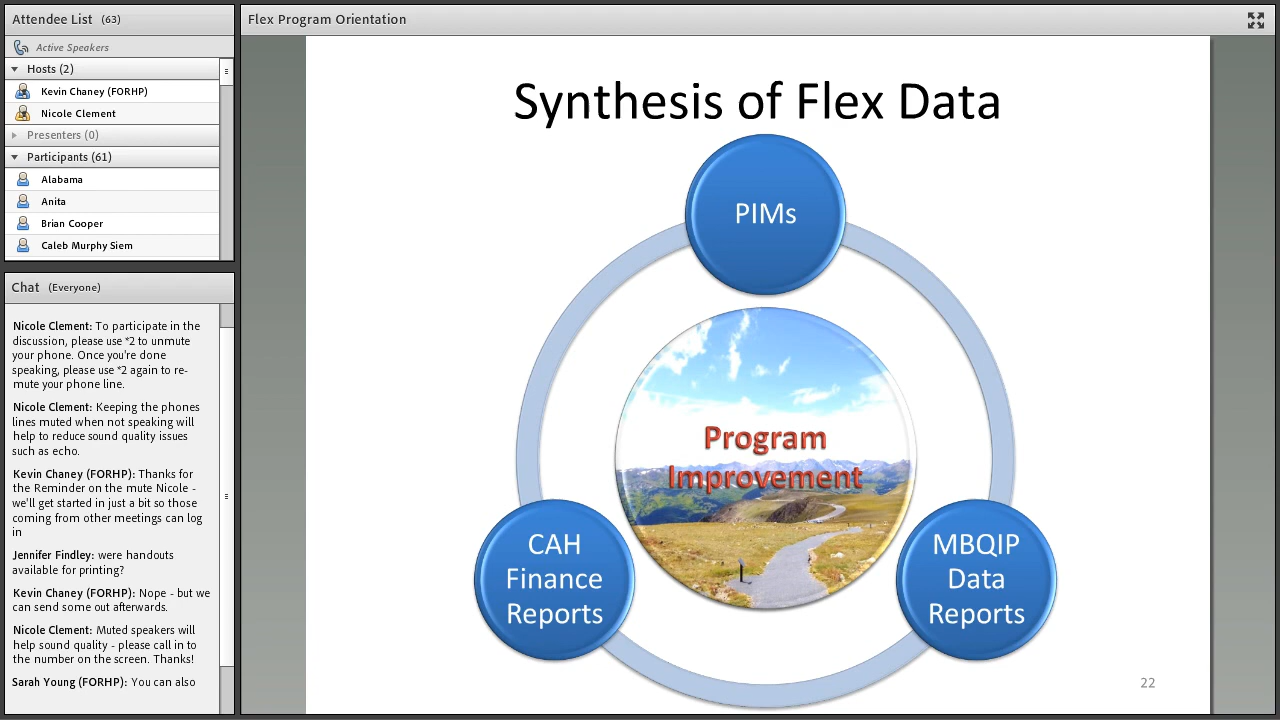 Attendee List (63)
Active Speakers
Hosts (2)
Kevin Chaney (FORHP)
Nicole Clement
Presenters (0)
Participants (61)
Alabama
Anita
Brian Cooper
Caleb Murphy Siem
Chat (Everyone)
Nicole Clement: To participate in the
discussion, please use *2 to unmute
your phone. Once you're done
speaking, please use *2 again to re-
mute your phone line.
Nicole Clement: Keeping the phones
lines muted when not speaking will
help to reduce sound quality issues
such as echo.
Kevin Chaney (FORHP): Thanks for
the Reminder on the mute Nicole -
we'll get started in just a bit so those
coming from other meetings can log
in
Jennifer Findley: were handouts
available for printing?
Kevin Chaney (FORHP): Nope - but we
can send some out afterwards.
Nicole Clement: Muted speakers will
help sound quality - please call in to
the number on the screen. Thanks!
Sarah Young (FORHP): You can also
Flex Program Orientation
Synthesis of Flex Data
PIMs
Program
Improvement
CAH
Finance
Reports
MBQIP
Data
Reports
22